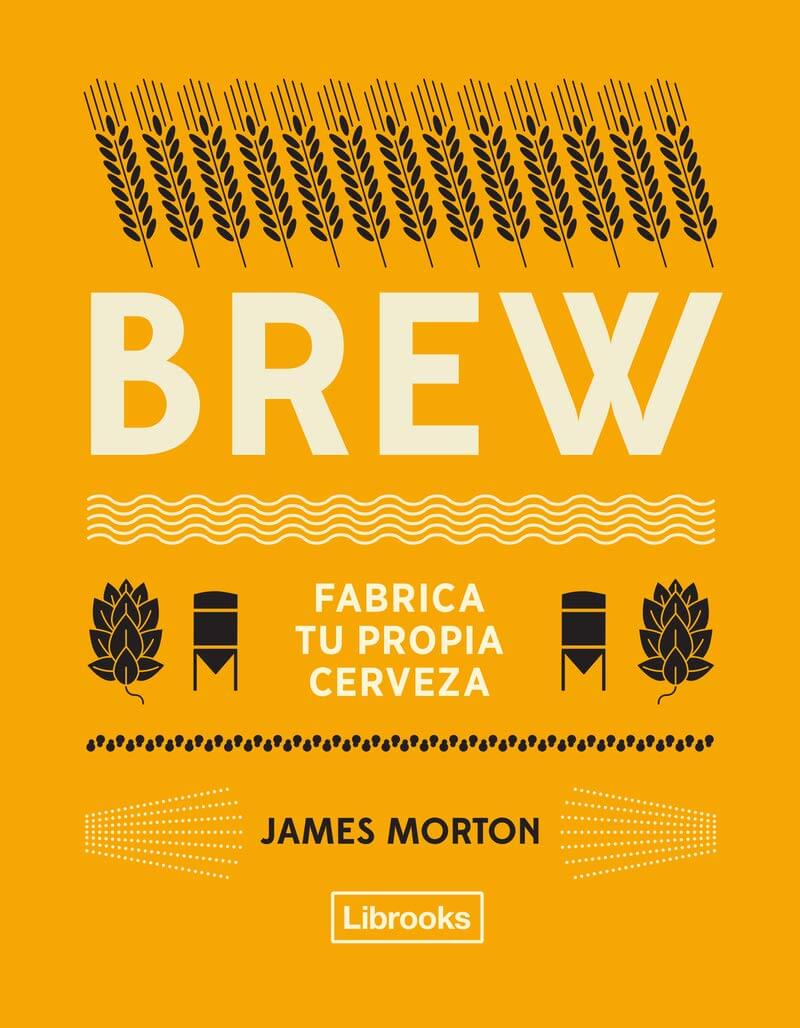 BREW
FABRICA
TU PROPIA
CERVEZA
JAMES MORTON
Librooks